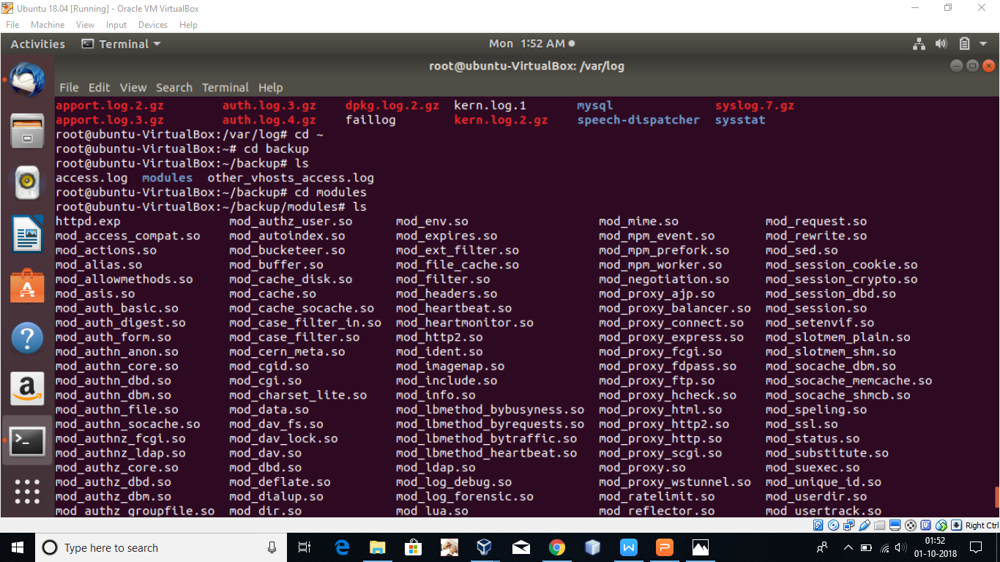 Ubuntu 18.04 [Running] - Oracle VM VirtualBox
File Machine View Input Devices Help
Activities Terminal Mon 1:52 AM
root@ubuntu-VirtualBox: /var/log
File Edit View Search Terminal Help
apport.log.2.gz auth.log.3.gz dpkg.log.2.gz kern.log.1 mysql syslog.7.gz
apport.log.3.gz auth.log.4.gz faillog kern.log.2.gz speech-dispatcher sysstat
root@ubuntu-VirtualBox:/var/log# cd ~
root@ubuntu-VirtualBox:~# cd backup
root@ubuntu-VirtualBox:~/backup# ls
access.log modules other_vhosts_access.log
root@ubuntu-VirtualBox:~/backup# cd modules
root@ubuntu-VirtualBox:~/backup/modules# ls
httpd.exp mod_authz_user.so mod_env.so mod_mime.so mod_request.so
mod_access_compat.so mod_autoindex.so mod_expires.so mod_mpm_event.so mod_rewrite.so
mod_actions.so mod_bucketeer.so mod_ext_filter.so mod_mpm_prefork.so mod_sed.so
mod_alias.so mod_buffer.so mod_file_cache.so mod_mpm_worker.so mod_session_cookie.so
mod_allowmethods.so mod_cache_disk.so mod_filter.so mod_negotiation.so mod_session_crypto.so
mod_asis.so mod_cache.so mod_headers.so mod_proxy_ajp.so mod_session_dbd.so
mod_auth_basic.so mod_cache_socache.so mod_heartbeat.so mod_proxy_balancer.so mod_session.so
mod_auth_digest.so mod_case_filter_in.so mod_heartmonitor.so mod_proxy_connect.so mod_setenvif.so
mod_auth_form.so mod_case_filter.so mod_http2.so mod_proxy_express.so mod_slotmem_plain.so
mod_authn_anon.so mod_cern_meta.so mod_ident.so mod_proxy_fcgi.so mod_slotmem_shm.so
mod_authn_core.so mod_cgid.so mod_imagemap.so mod_proxy_fdpass.so mod_socache_dbm.so
mod_authn_dbd.so mod_cgi.so mod_include.so mod_proxy_ftp.so mod_socache_memcache.so
mod_authn_dbm.so mod_charset_lite.so mod_info.so mod_proxy_hcheck.so mod_socache_shmcb.so
mod_authn_file.so mod_data.so mod_lbmethod_bybusyness.so mod_proxy_html.so mod_speling.so
mod_authn_socache.so mod_dav_fs.so mod_lbmethod_byrequests.so mod_proxy_http2.so mod_ssl.so
mod_authnz_fcgi.so mod_dav_lock.so mod_lbmethod_bytraffic.so mod_proxy_http.so mod_status.so
mod_authnz_ldap.so mod_dav.so mod_lbmethod_heartbeat.so mod_proxy_scgi.so mod_substitute.so
mod_authz_core.so mod_dbd.so mod_ldap.so mod_proxy.so mod_suexec.so
mod_authz_dbd.so mod_deflate.so mod_log_debug.so mod_proxy_wstunnel.so mod_unique_id.so
mod_authz_dbm.so mod_dialup.so mod_log_forensic.so mod_ratelimit.so mod_userdir.so
mod_authz_groupfile.so mod_dir.so mod_lua.so mod_reflector.so mod_usertrack.so
Right Ctrl
Type here to search
01:52
01-10-2018